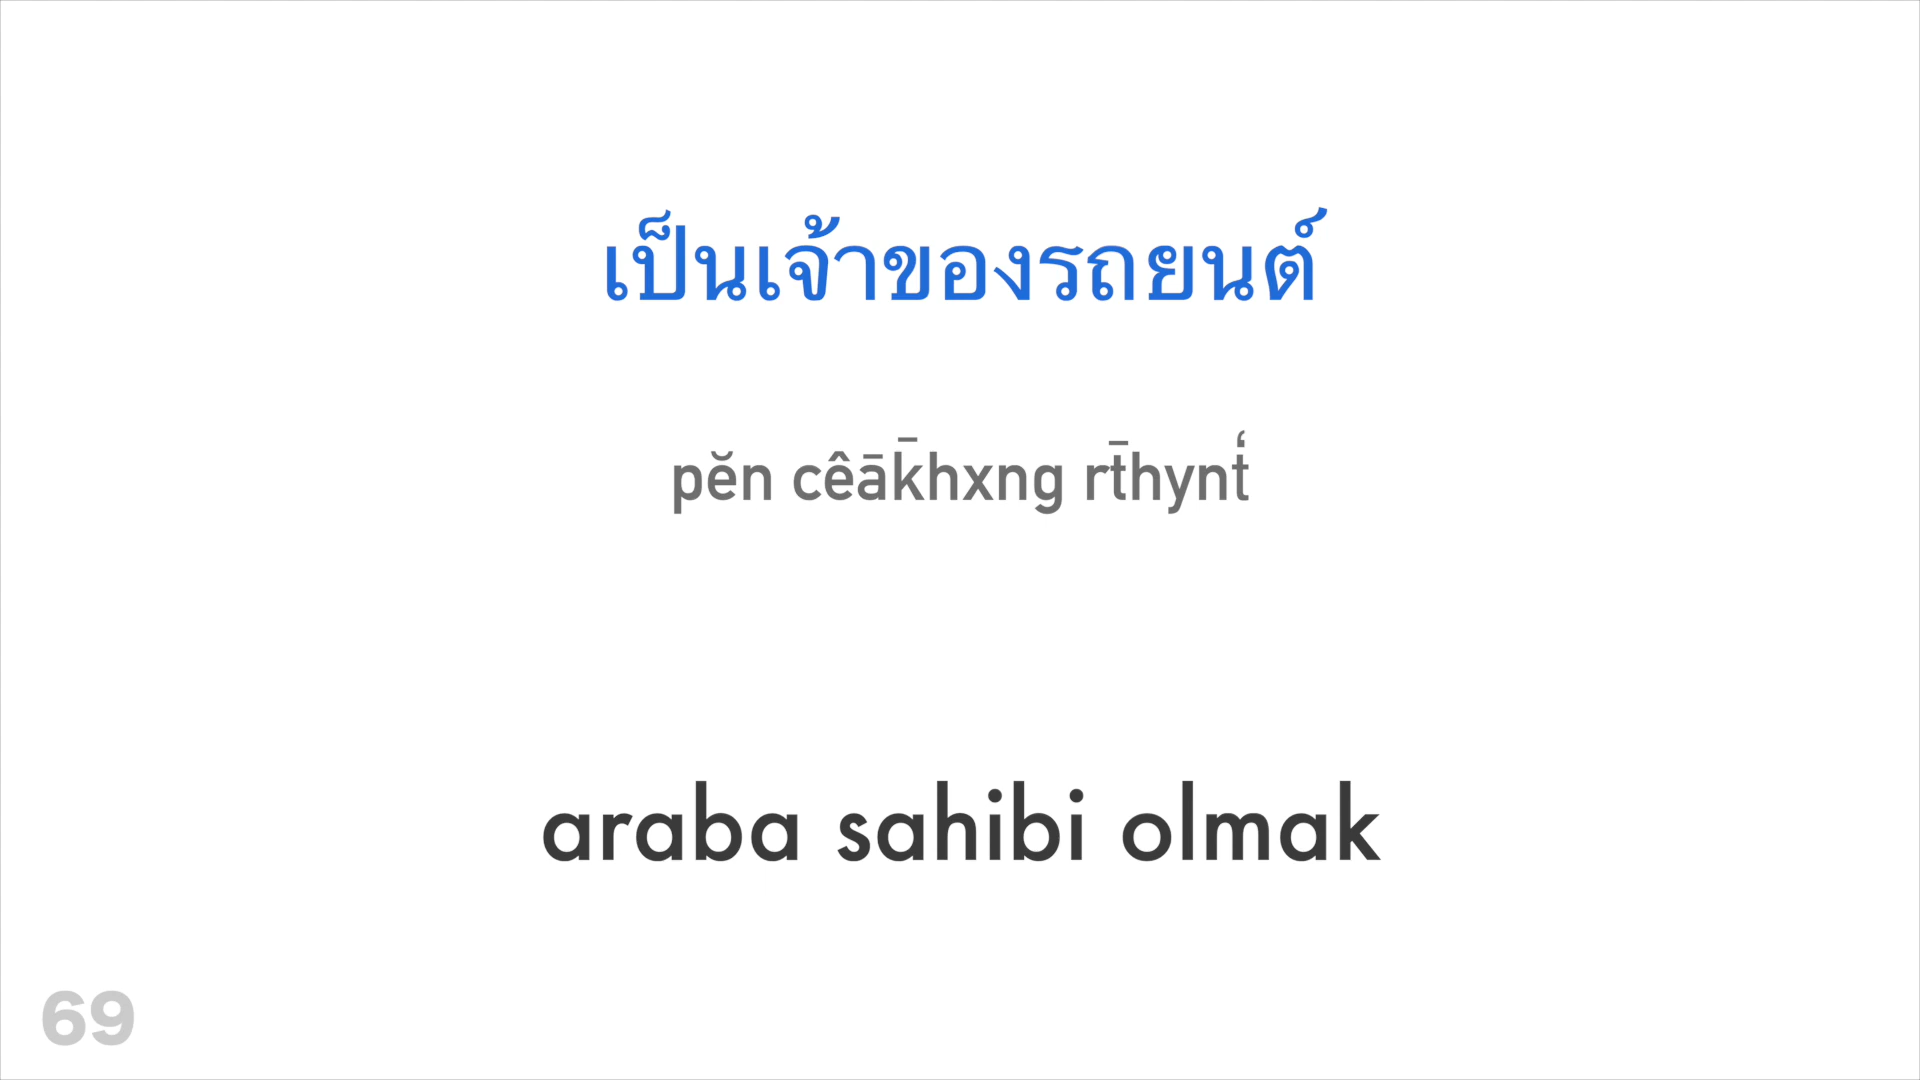 เป็นเจ้าของรถยนต์
pĕn cêāk̄hxng rt̄hynt̒
araba sahibi olmak
69